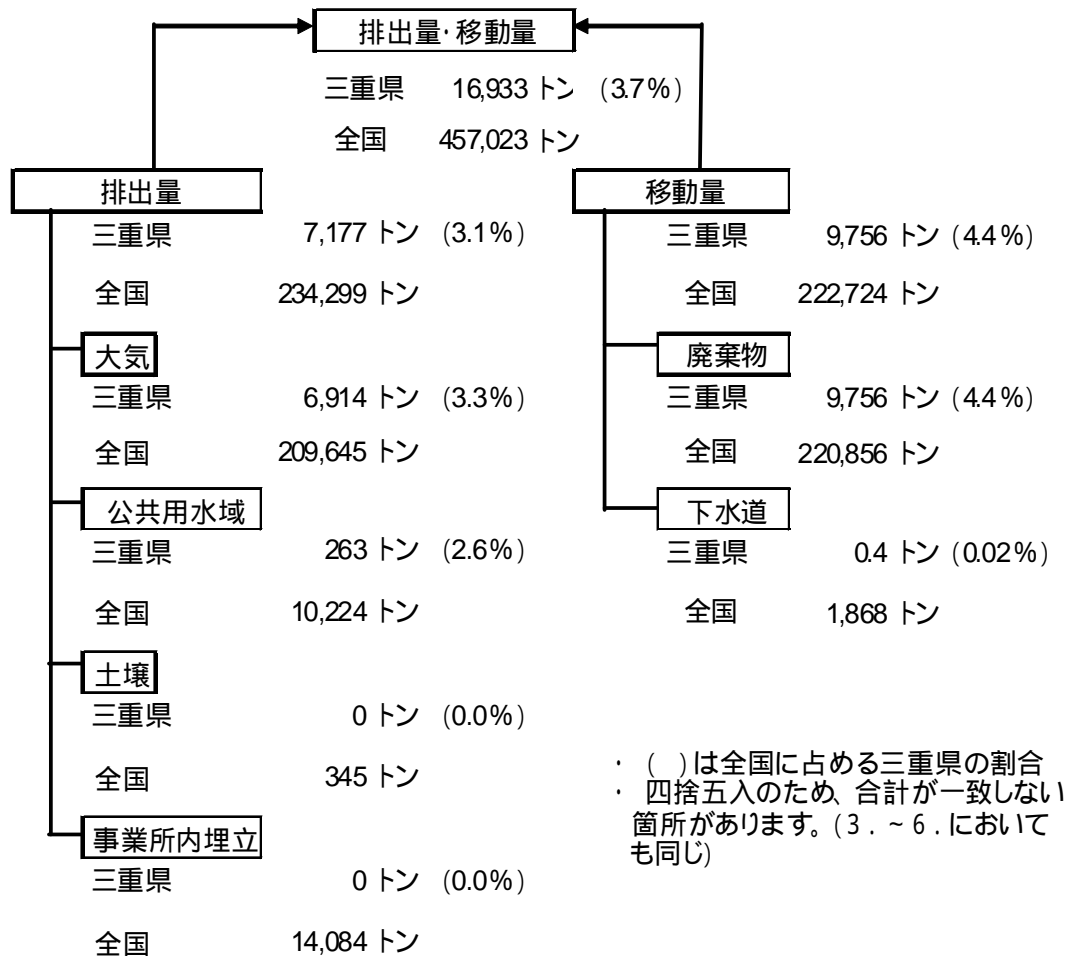 排出量・移動量
三重県 16,933 トン (3.7%)
全国 457,023 トン
排出量
三重県 7,177 トン (3.1%)
全国 234,299 トン
大気
三重県 6,914 トン (3.3%)
全国 209,645 トン
公共用水域
三重県 263 トン (2.6%)
全国 10,224 トン
土壌
三重県 0 トン (0.0%)
全国 345 トン
事業所内埋立
三重県 0 トン (0.0%)
全国 14,084 トン
移動量
三重県 9,756 トン (4.4%)
全国 222,724 トン
廃棄物
三重県 9,756 トン (4.4%)
全国 220,856 トン
下水道
三重県 0.4 トン (0.02%)
全国 1,868 トン
・ ( )は全国に占める三重県の割合
・ 四捨五入のため、合計が一致しない
箇所があります。(3.~6.において
も同じ)